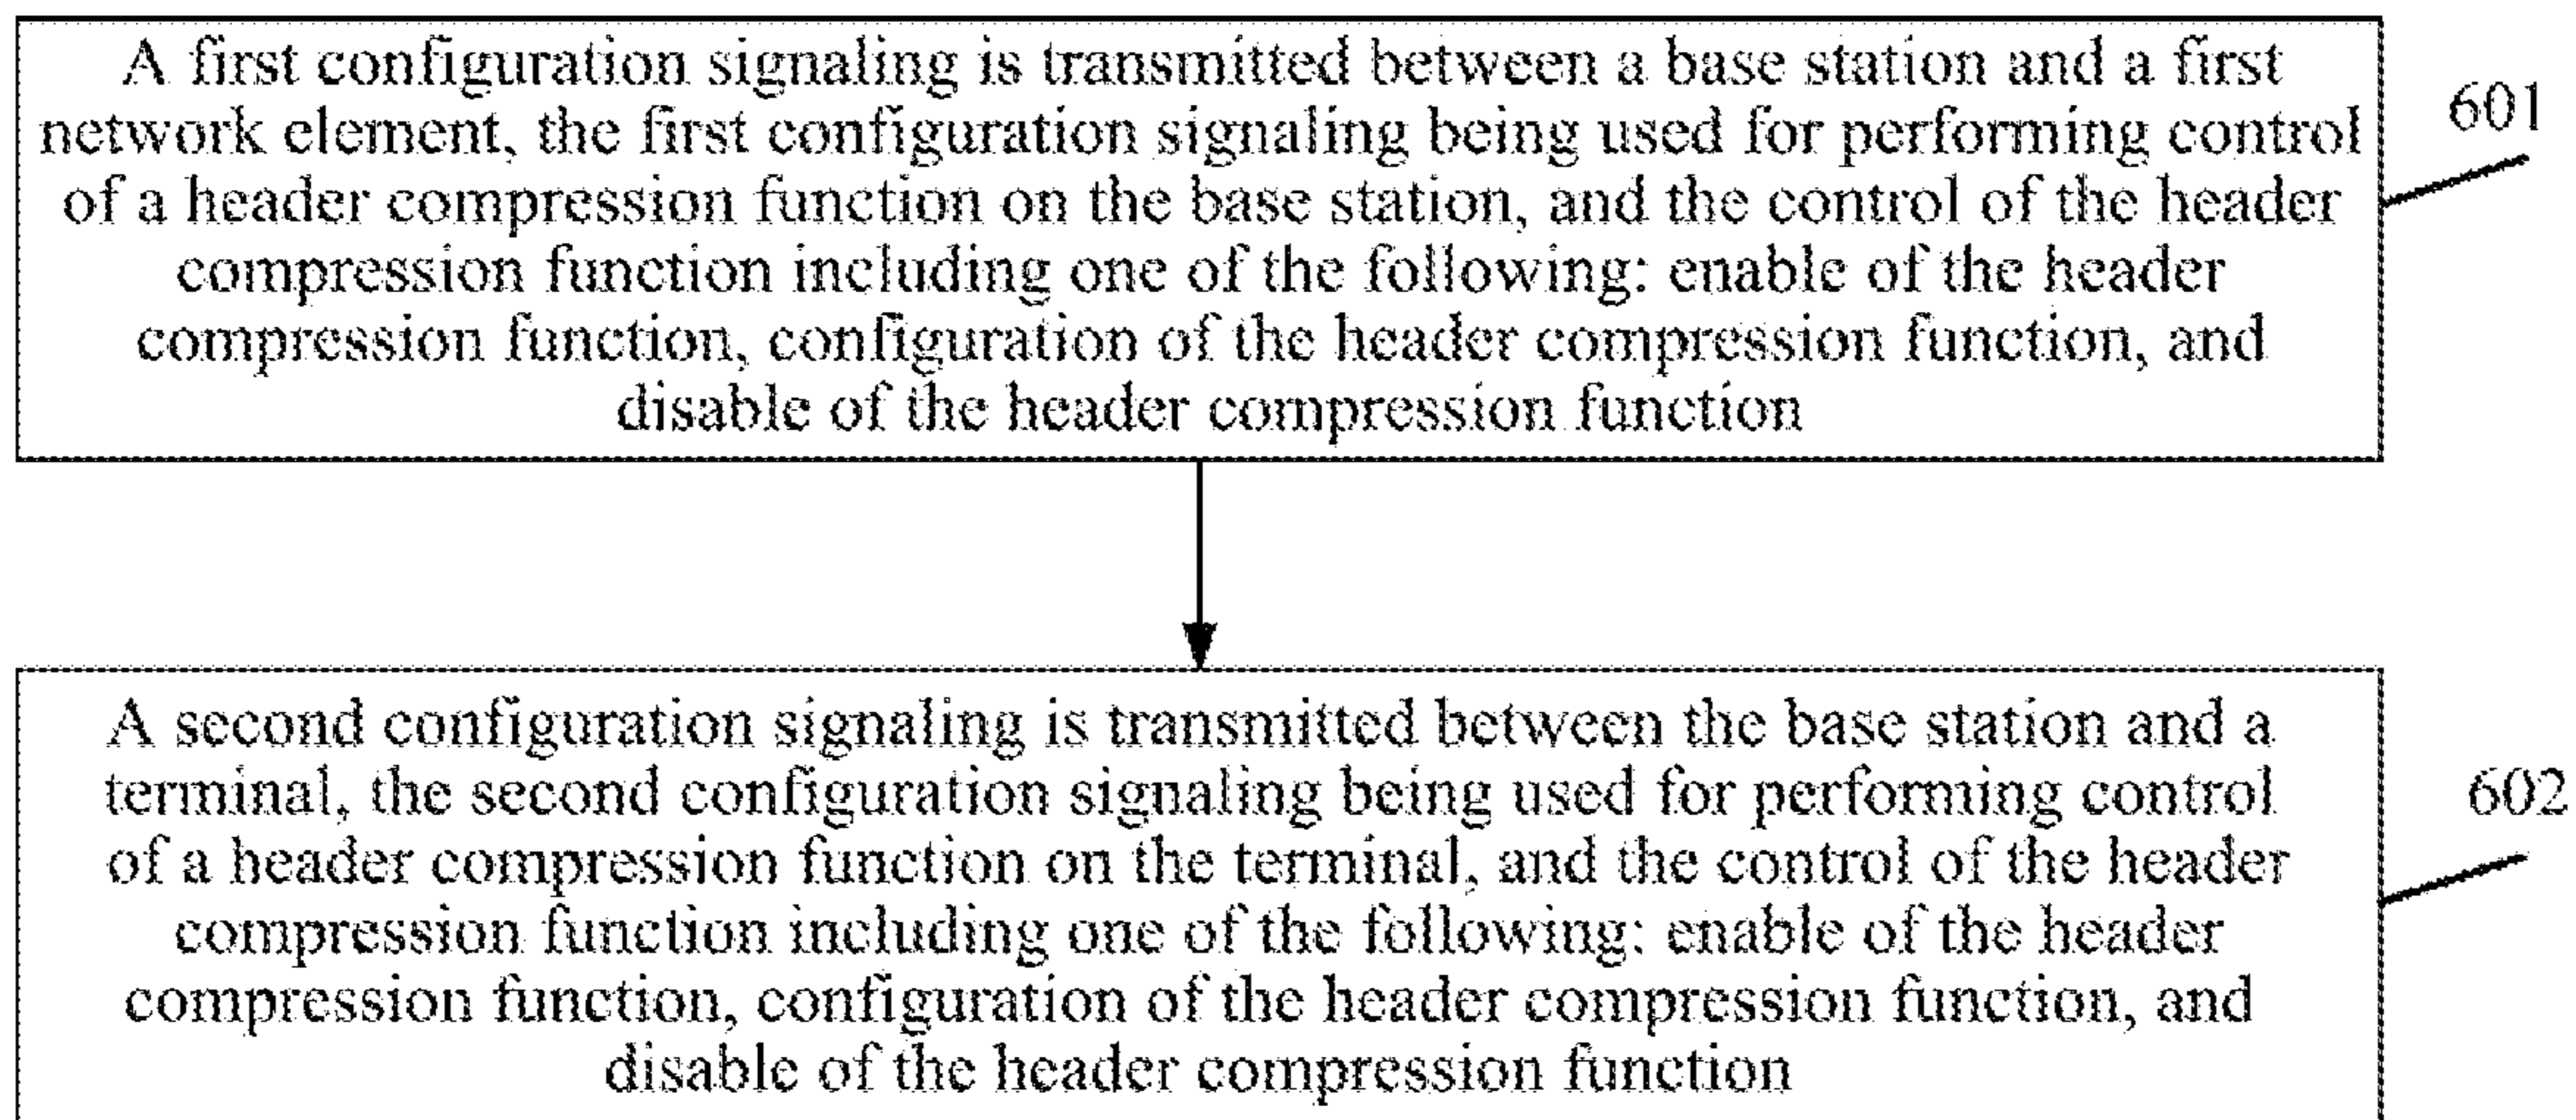 A first configuration signaling is transmitted between a base station and a first
network element, the first configuration signaling being used for performing control
of a header compression function on the base station, and the control of the header
compression function including one of the following: enable of the header
compression function, configuration of the header compression function, and
disable of the header compression function
601
A second configuration signaling is transmitted between the base station and a
terminal, the second configuration signaling being used for performing control
of a header compression function on the terminal, and the control of the header
compression function including one of the following: enable of the header
compression function, configuration of the header compression function, and
disable of the header compression function
602